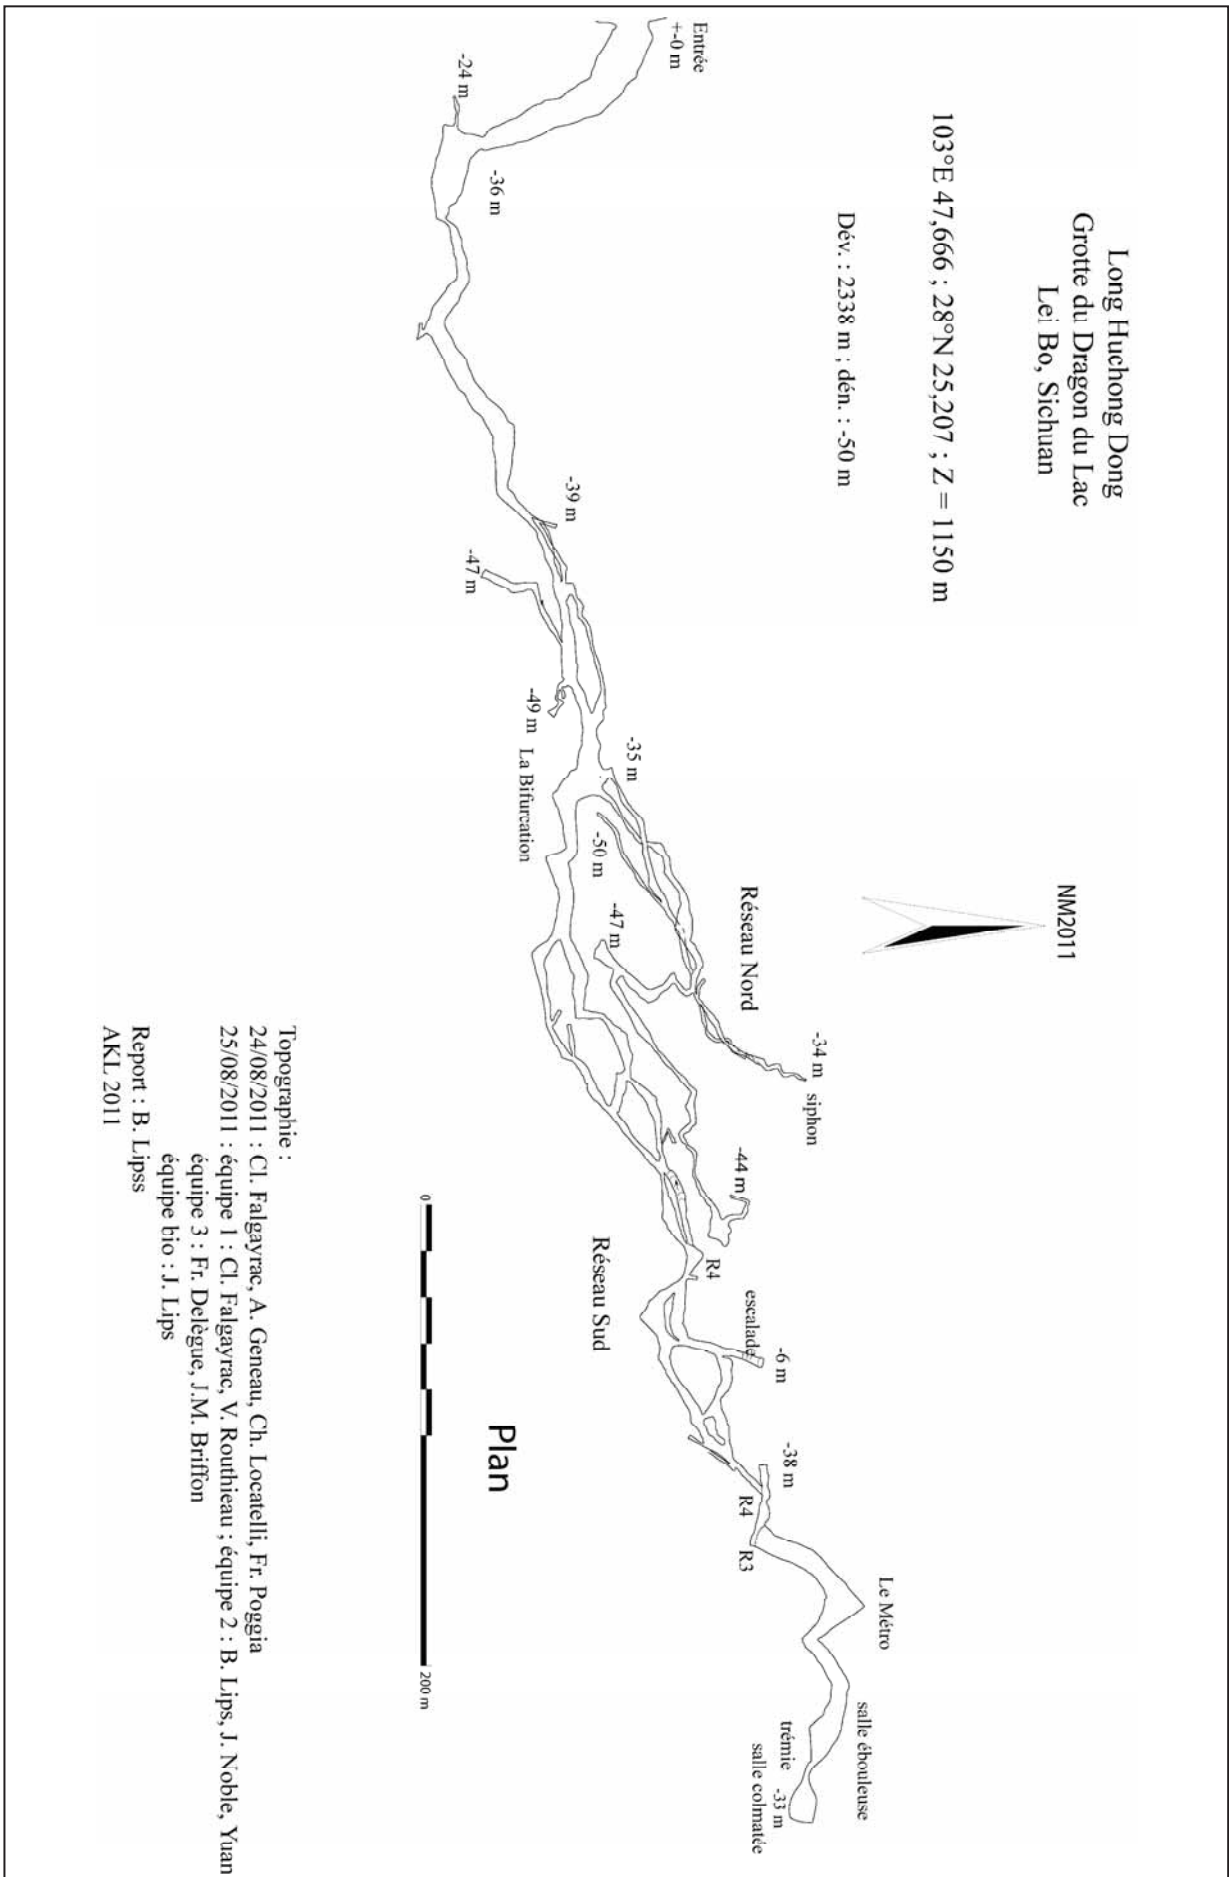 Long Huchong Dong
Grotte du Dragon du Lac
Lei Bo, Sichuan
103°E 47,666 ; 28°N 25,207 ; Z = 1150 m
Dév. : 2338 m ; dén. : -50 m
NM2011
Entrée
+-0 m
-24 m
-36 m
-39 m
-47 m
-49 m
La Bifurcation
-35 m
-50 m
-47 m
Réseau Nord
-34 m
siphon
-44 m
R4
Réseau Sud
escalade
-6 m
-38 m
R4
R3
Le Métro
salle ébouleuse
trémie
-33 m
salle colmatée
Plan
0
200 m
Topographie :
24/08/2011 : Cl. Falgayrac, A. Geneau, Ch. Locatelli, Fr. Poggia
25/08/2011 : équipe 1 : Cl. Falgayrac, V. Routhieau ; équipe 2 : B. Lips, J. Noble, Yuan
équipe 3 : Fr. Delègue, J.M. Briffon
équipe bio : J. Lips
Report : B. Lipss
AKL 2011